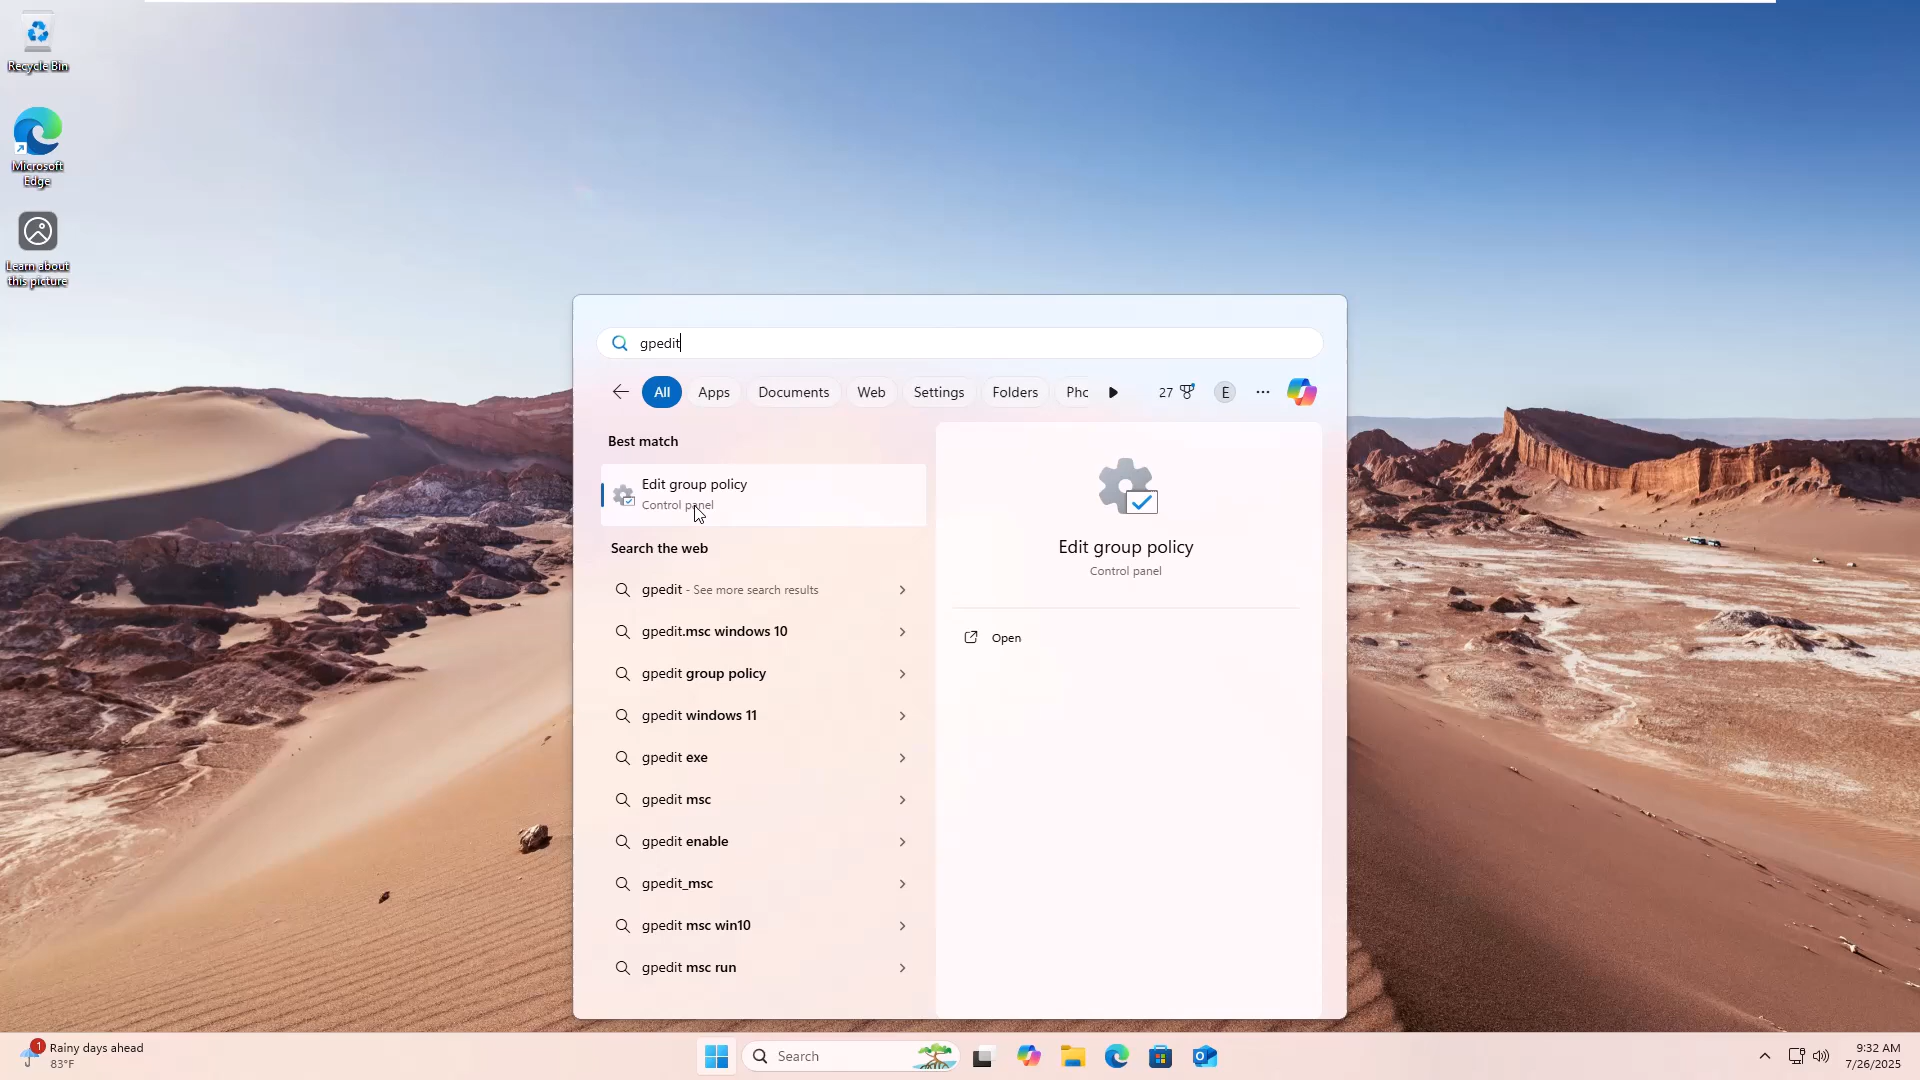 Recycle Bin
Microsoft
Edge
Learn about
this picture
gpedit
All
Apps
Documents
Web
Settings
Folders
Pho
27
E
Best match
Edit group policy
Control panel
Search the web
gpedit - See more search results
gpedit.msc windows 10
gpedit group policy
gpedit windows 11
gpedit exe
gpedit msc
gpedit enable
gpedit_msc
gpedit msc win10
gpedit msc run
Edit group policy
Control panel
Open
1
Rainy days ahead
83°F
Search
9:32 AM
7/26/2025